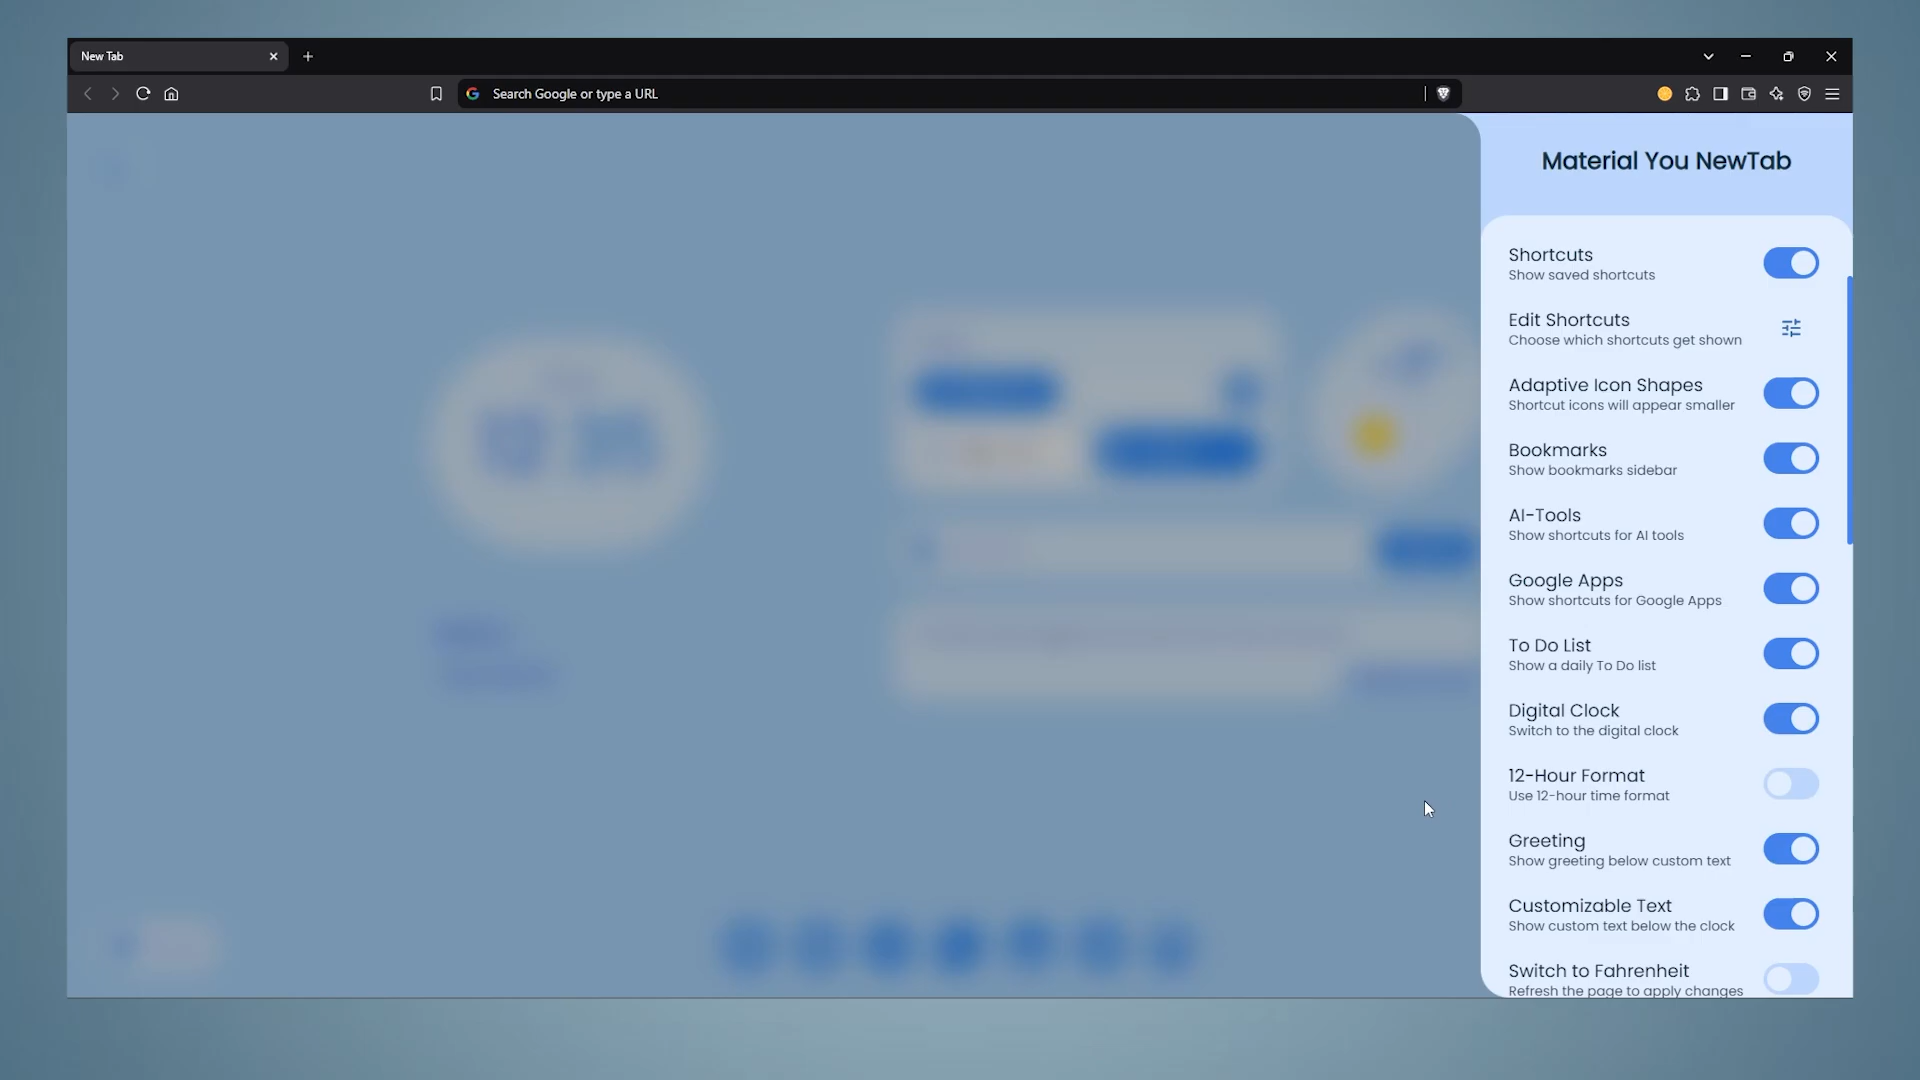 New Tab
Search Google or type a URL
Material You NewTab
Shortcuts
Show saved shortcuts
Edit Shortcuts
Choose which shortcuts get shown
Adaptive Icon Shapes
Shortcut icons will appear smaller
Bookmarks
Show bookmarks sidebar
AI-Tools
Show shortcuts for AI tools
Google Apps
Show shortcuts for Google Apps
To Do List
Show a daily To Do list
Digital Clock
Switch to the digital clock
12-Hour Format
Use 12-hour time format
Greeting
Show greeting below custom text
Customizable Text
Show custom text below the clock
Switch to Fahrenheit
Refresh the page to apply changes